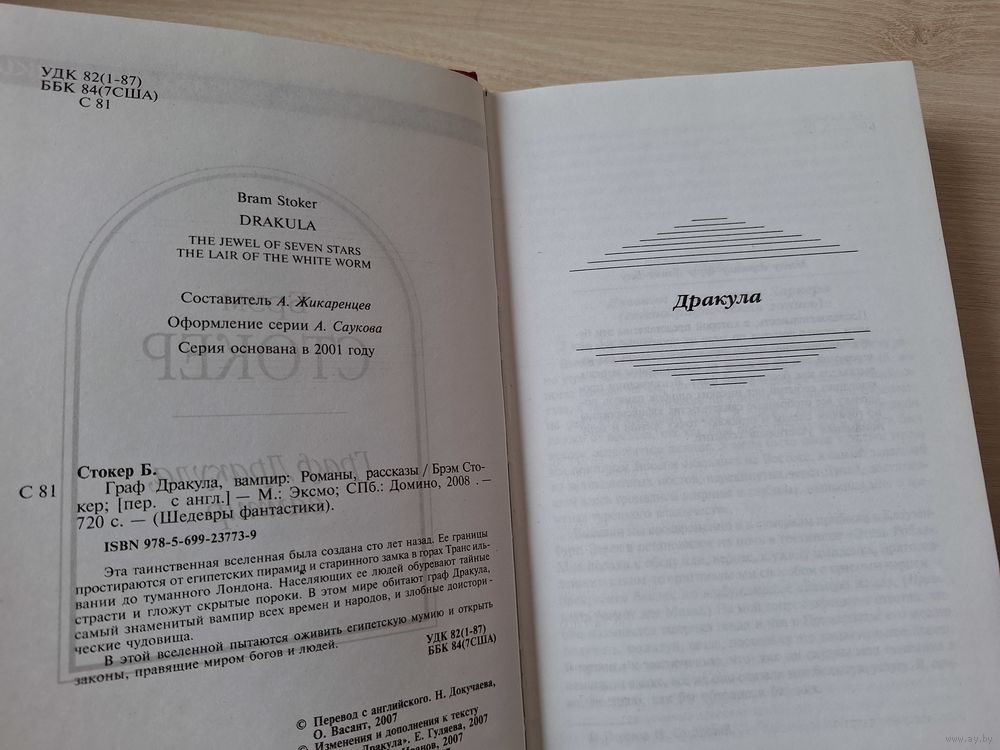 УДК 82(1-87)
ББК 84(7США)
С 81
Bram Stoker
DRAKULA
THE JEWEL OF SEVEN STARS
THE LAIR OF THE WHITE WORM
Составитель А. Жикаренцев
Оформление серии А. Саукова
Серия основана в 2001 году
Стокер Б.
С 81 Граф Дракула, вампир: Романы, рассказы / Брэм Сто-
кер; [пер. с англ.] — М.: Эксмо; СПб.: Домино, 2008 . —
720 с. — (Шедевры фантастики).
ISBN 978-5-699-23773-9
Эта таинственная вселенная была создана сто лет назад. Ее границы
простираются от египетских пирамид и старинного замка в горах Трансиль-
вании до туманного Лондона. Населяющих ее людей обуревают тайные
страсти и гложут скрытые пороки. В этом мире обитают граф Дракула,
самый знаменитый вампир всех времен и народов, и злобные доистори-
ческие чудовища.
В этой вселенной пытаются оживить египетскую мумию и открыть
законы, правящие миром богов и людей.
УДК 82(1-87)
ББК 84(7США)
© Перевод с английского. Н. Докучаева,
О. Васант, 2007
© Изменения и дополнения к тексту
Дракула». Е. Гуляева, 2007
Иванов, 2007
Дракула
www.ay.by